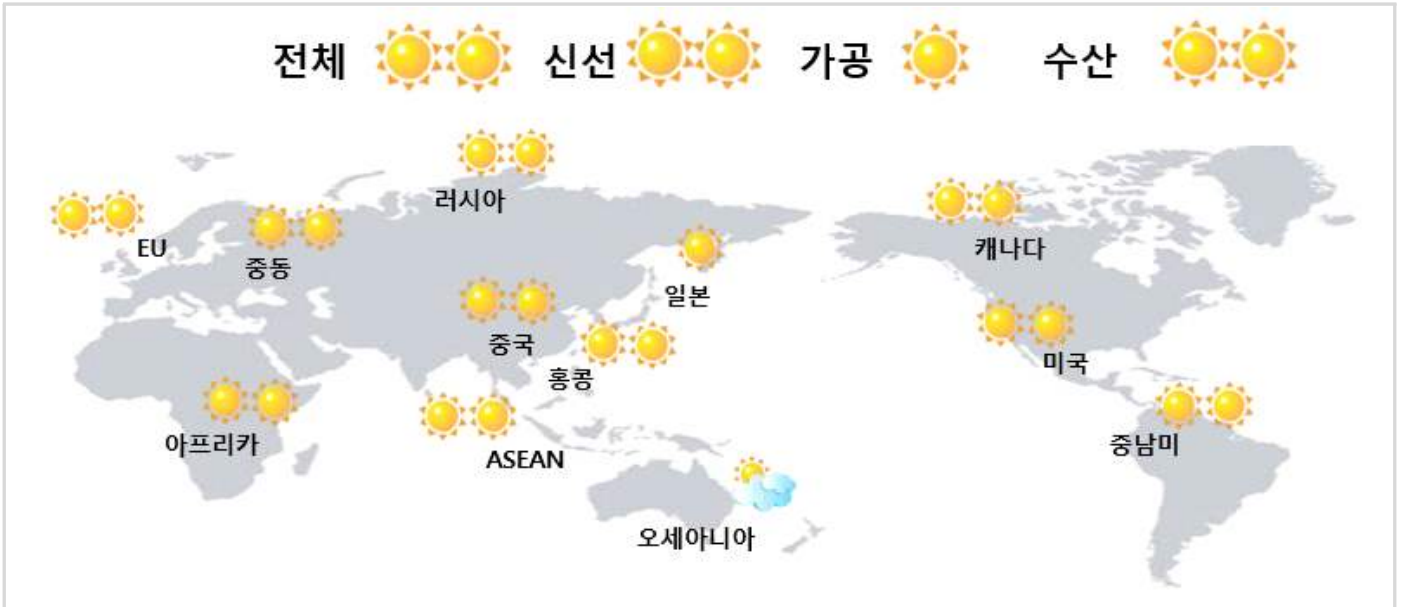 전체 신선 가공 수산
러시아
EU
중동
캐나다
일본
중국
미국
홍콩
아프리카
ASEAN
중남미
오세아니아